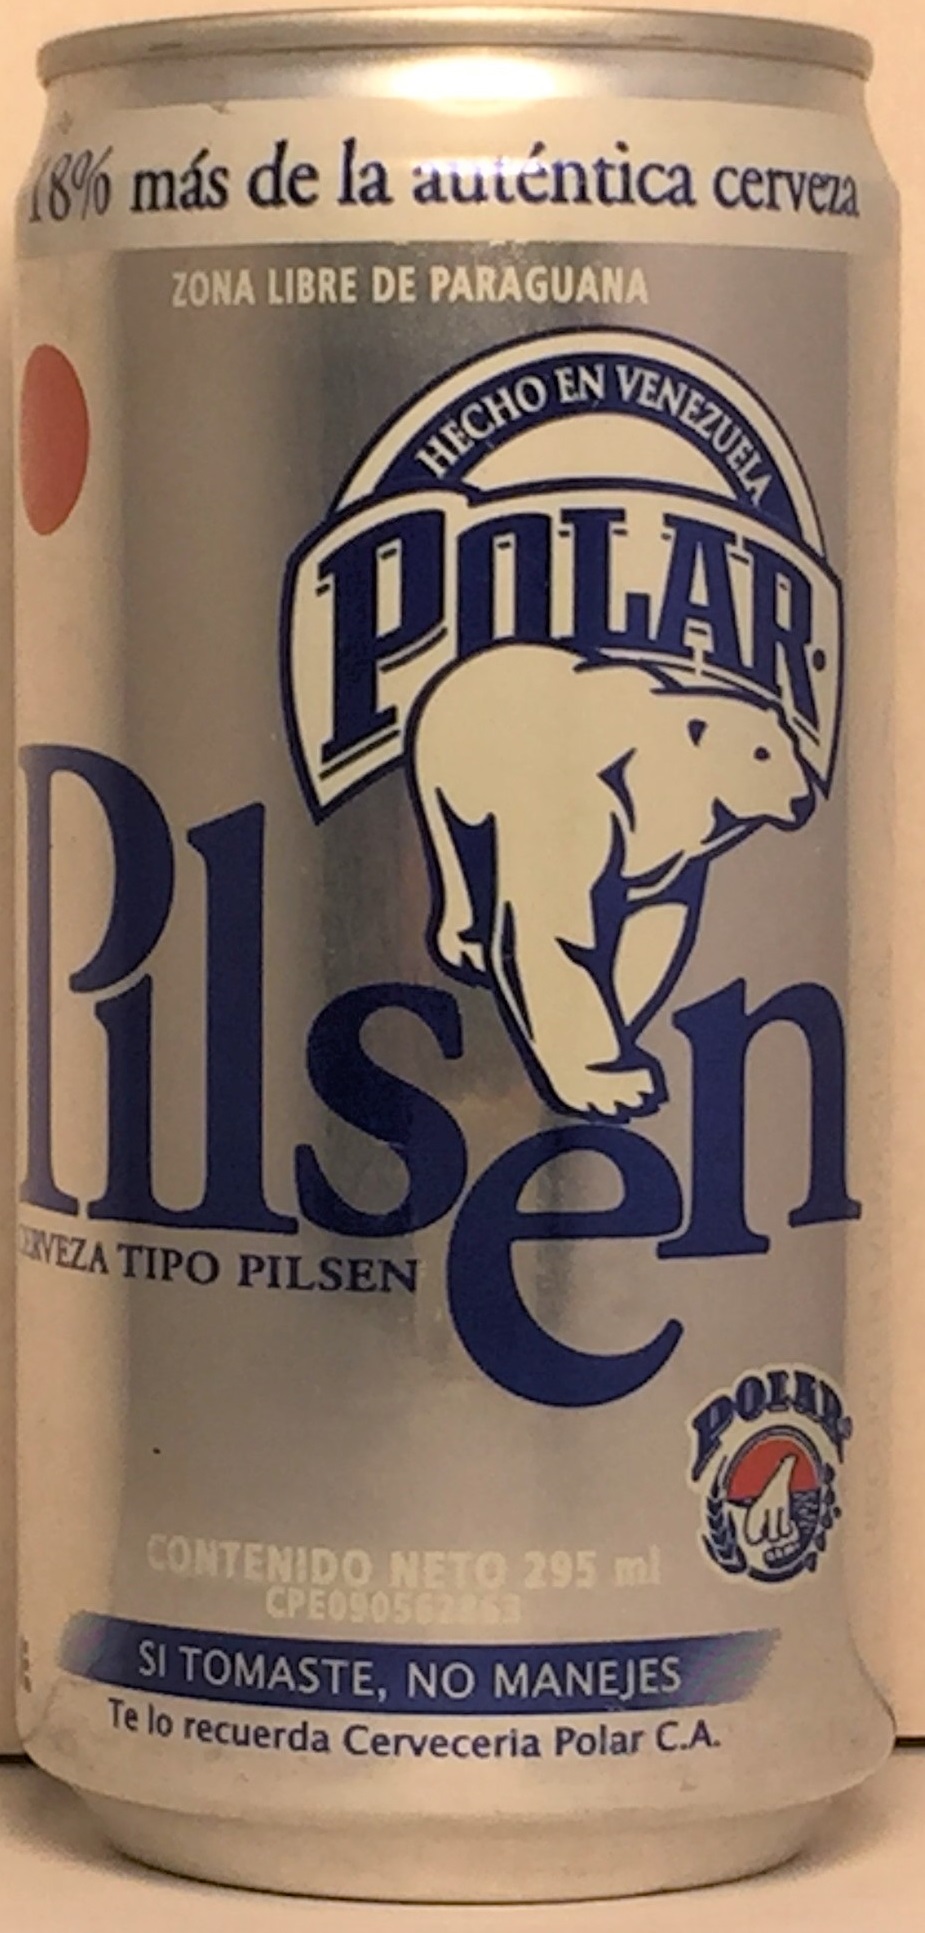 18% más de la auténtica cerveza
ZONA LIBRE DE PARAGUANA
HECHO EN VENEZUELA
POLAR
Pilsen
CERVEZA TIPO PILSEN
POLAR
CONTENIDO NETO 295 ml
CPE090562863
SI TOMASTE, NO MANEJES
Te lo recuerda Cerveceria Polar C.A.